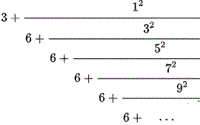 3 + 1²
6 + 3²
6 + 5²
6 + 7²
6 + 9²
6 + ...